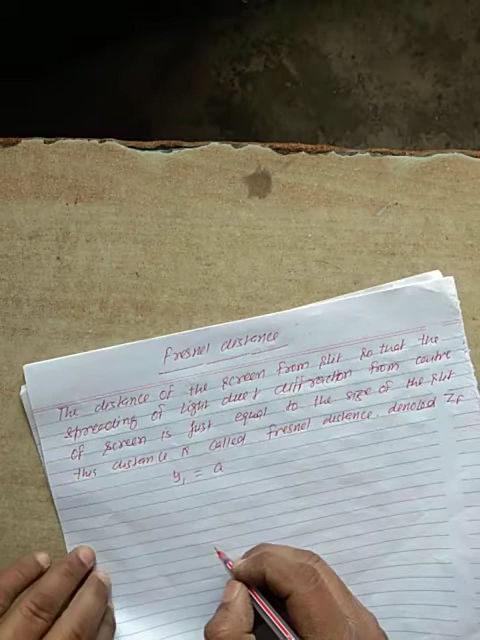 Fresnel distance
The distance of the screen from slit so that the
spreading of light due t diffraction from centre
of screen is just equal to the size of the slit
this distance is called fresnel distance denoted ZF
y₁ = a